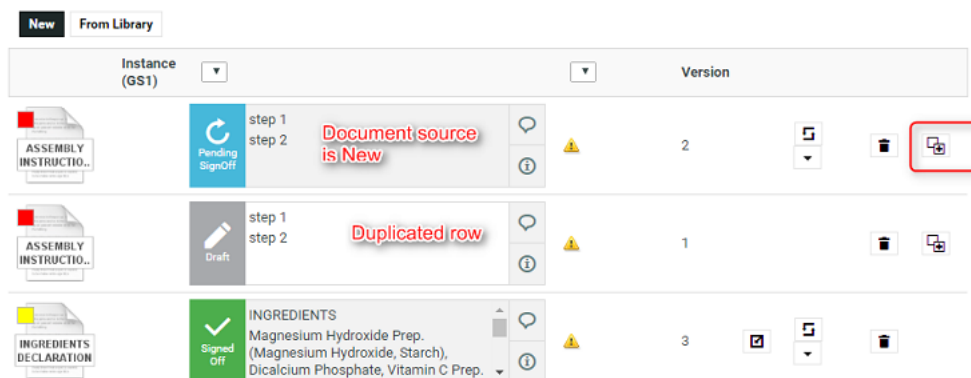 New
From Library
Instance
(GS1)
Version
ASSEMBLY
INSTRUCTIO..
Pending
SignOff
step 1
step 2
Document source
is New
2
ASSEMBLY
INSTRUCTIO..
Draft
step 1
step 2
Duplicated row
1
INGREDIENTS
DECLARATION
Signed
Off
INGREDIENTS
Magnesium Hydroxide Prep.
(Magnesium Hydroxide, Starch),
Dicalcium Phosphate, Vitamin C Prep.
3